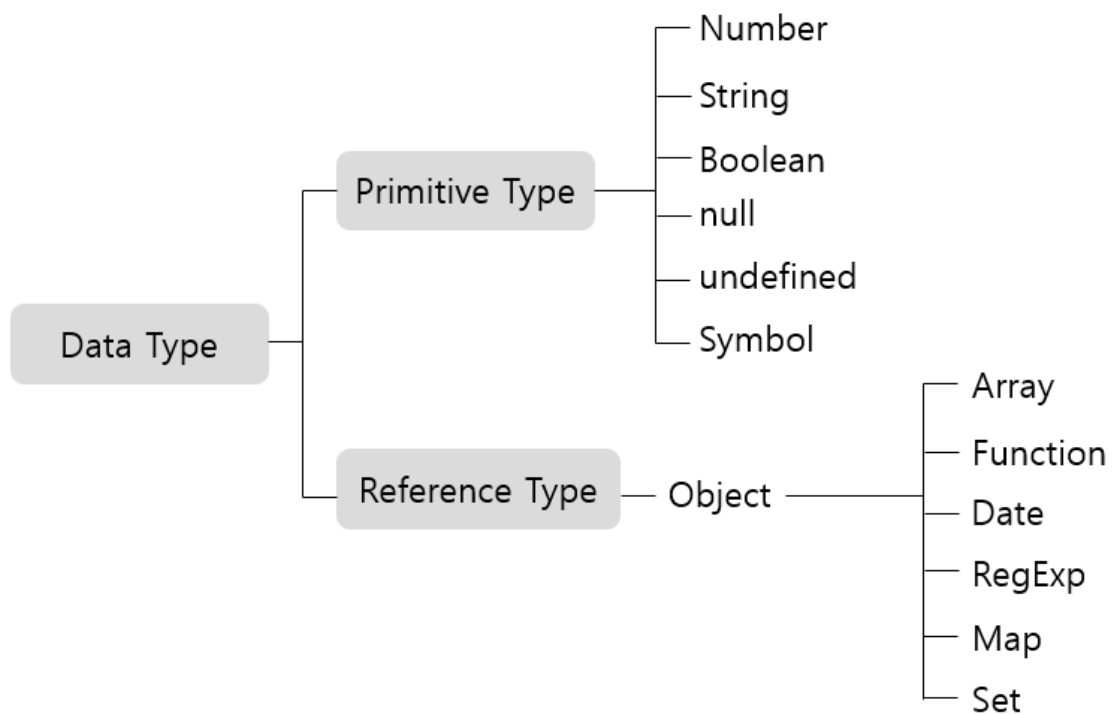 Data Type
Primitive Type
Number
String
Boolean
null
undefined
Symbol
Reference Type
Object
Array
Function
Date
RegExp
Map
Set